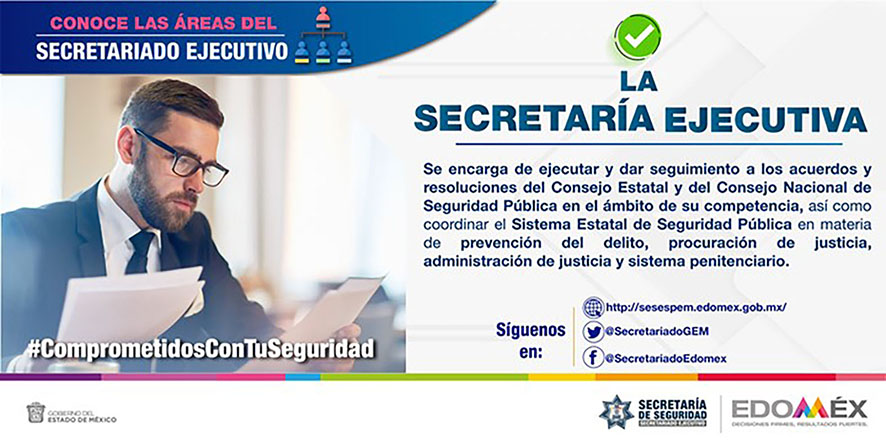 CONOCE LAS ÁREAS DEL
SECRETARIADO EJECUTIVO
LA
SECRETARÍA EJECUTIVA
Se encarga de ejecutar y dar seguimiento a los acuerdos y
resoluciones del Consejo Estatal y del Consejo Nacional de
Seguridad Pública en el ámbito de su competencia, así como
coordinar el Sistema Estatal de Seguridad Pública en materia
de prevención del delito, procuración de justicia,
administración de justicia y sistema penitenciario.
Síguenos
en:
http://sesespem.edomex.gob.mx/
@SecretariadoGEM
@SecretariadoEdomex
#ComprometidosConTuSeguridad
GOBIERNO DEL
ESTADO DE MÉXICO
SECRETARÍA
DE SEGURIDAD
SECRETARIADO EJECUTIVO
EDOMÉX
DECISIONES FIRMES, RESULTADOS FUERTES.